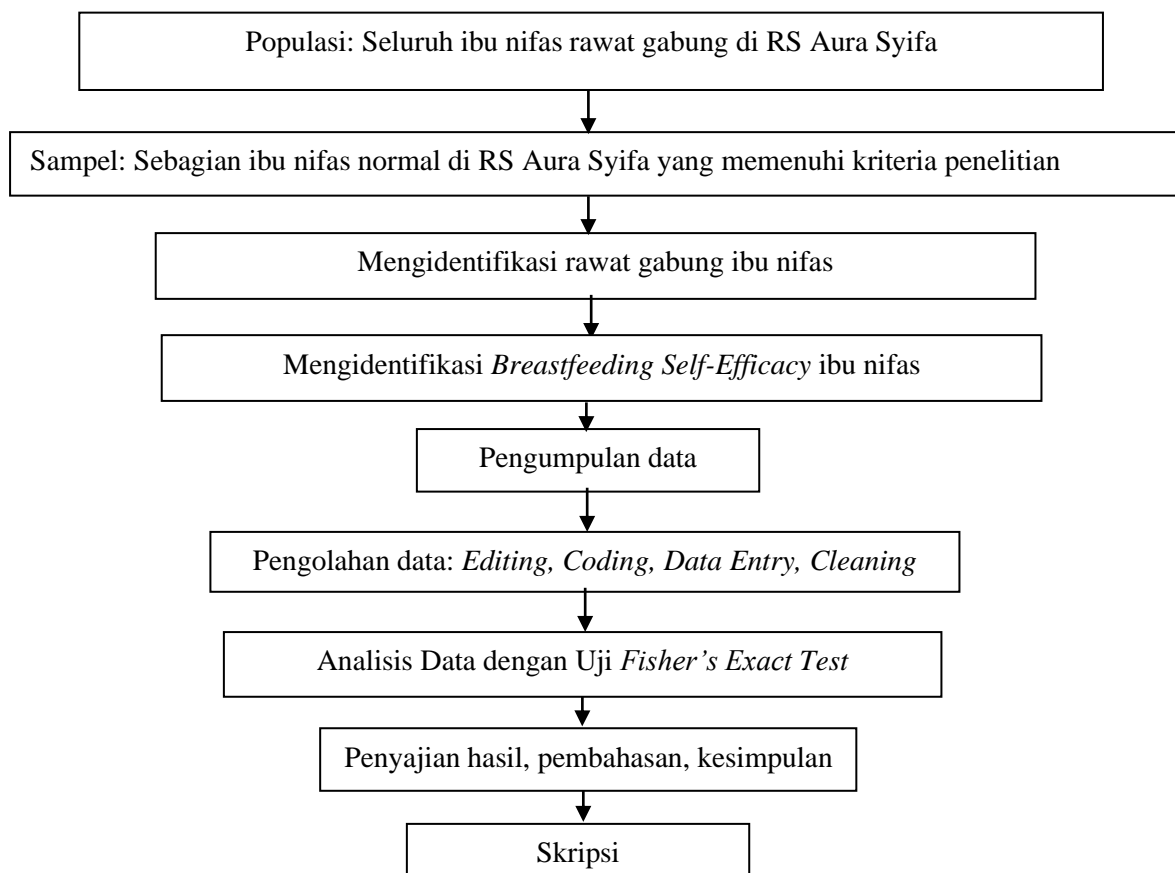 Populasi: Seluruh ibu nifas rawat gabung di RS Aura Syifa
Sampel: Sebagian ibu nifas normal di RS Aura Syifa yang memenuhi kriteria penelitian
Mengidentifikasi rawat gabung ibu nifas
Mengidentifikasi Breastfeeding Self-Efficacy ibu nifas
Pengumpulan data
Pengolahan data: Editing, Coding, Data Entry, Cleaning
Analisis Data dengan Uji Fisher’s Exact Test
Penyajian hasil, pembahasan, kesimpulan
Skripsi